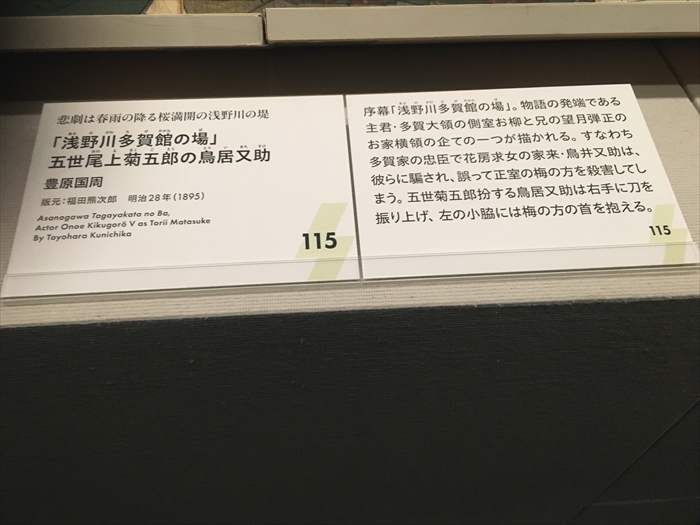 悲劇は春雨の降る桜満開の浅野川の堤
「浅野川多賀館の場」
五世尾上菊五郎の鳥居又助
豊原国周
版元:福田熊次郎 明治28年(1895)
Asanogawa Tagayakata no Ba,
Actor Onoe Kikugorō V as Torii Matasuke
By Toyohara Kunichika
115
序幕「浅野川多賀館の場」。物語の発端である
主君・多賀大領の側室お柳と兄の望月弾正の
お家横領の企ての一つが描かれる。すなわち
多賀家の忠臣で花房求女の家来・鳥井又助は、
彼らに騙され、誤って正室の梅の方を殺害してし
まう。五世菊五郎扮する鳥居又助は右手に刀を
振り上げ、左の小脇には梅の方の首を抱える。
115